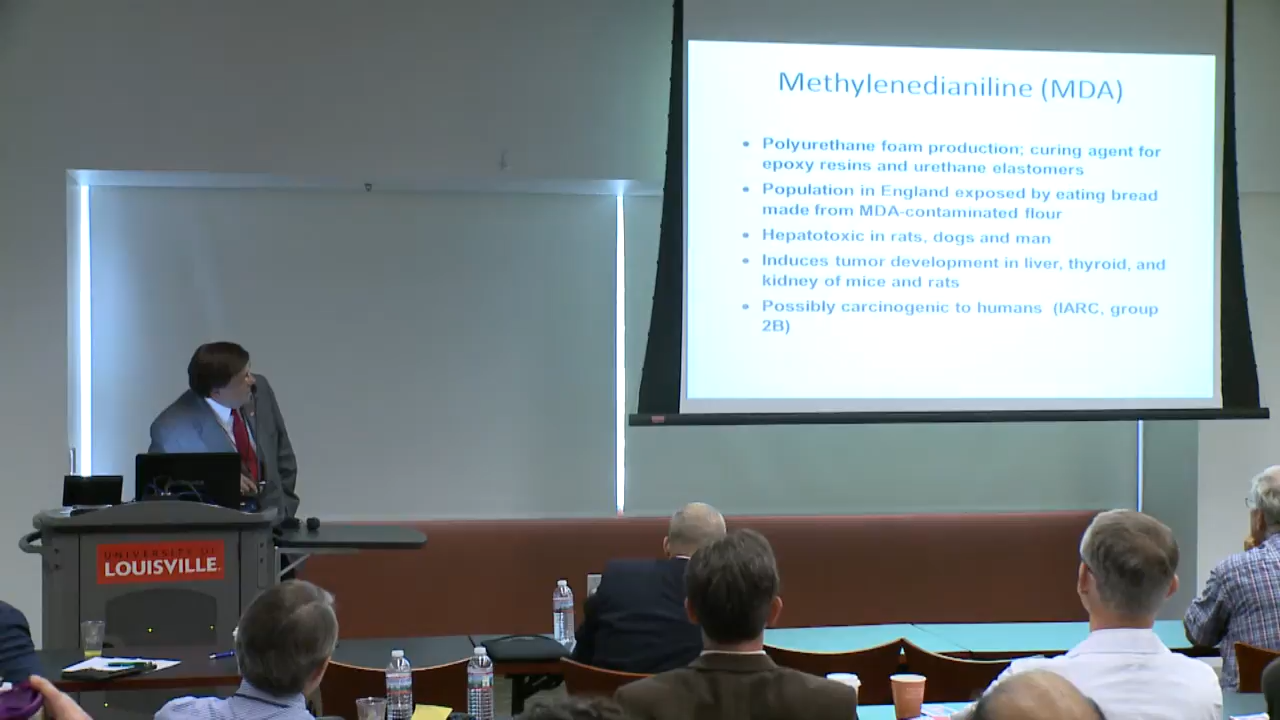 Methylenedianiline (MDA)
• Polyurethane foam production; curing agent for
epoxy resins and urethane elastomers
• Population in England exposed by eating bread
made from MDA-contaminated flour
• Hepatotoxic in rats, dogs and man
• Induces tumor development in liver, thyroid, and
kidney of mice and rats
• Possibly carcinogenic to humans (IARC, group
2B)
UNIVERSITY OF
LOUISVILLE.